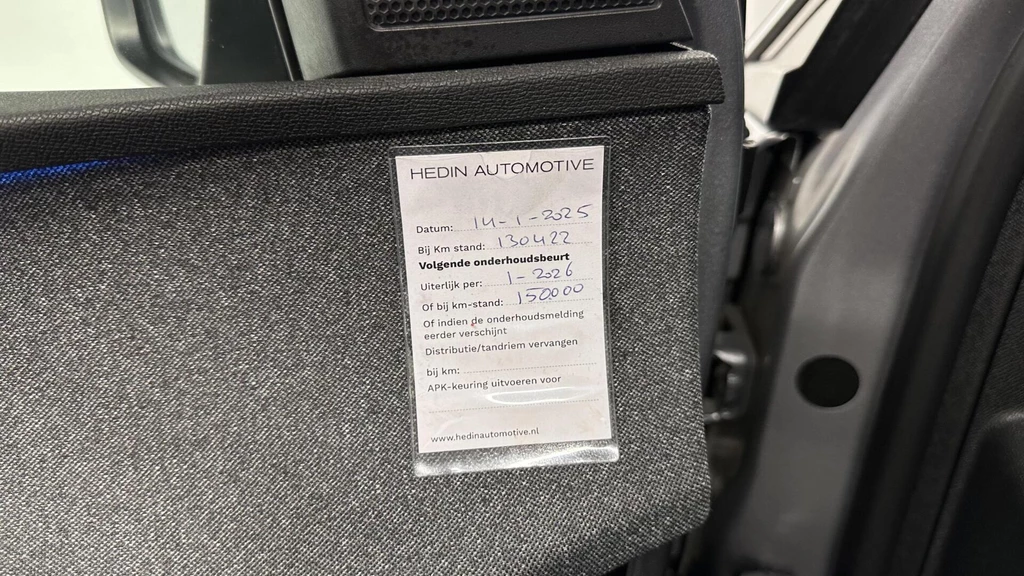 HEDIN AUTOMOTIVE
Datum: 14-1-2025
Bij Km stand: 130422
Volgende onderhoudsbeurt
Uiterlijk per: 1-2026
Of bij km-stand: 150000
Of indien de onderhoudsmelding
eerder verschijnt
Distributie/tandriem vervangen
bij km:
APK-keuring uitvoeren voor
www.hedinautomotive.nl